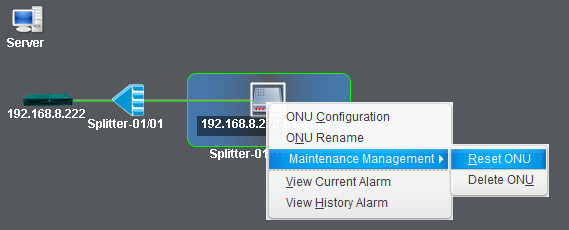 Server
192.168.8.222
Splitter-01/01
192.168.8.2
Splitter-01
ONU Configuration
ONU Rename
Maintenance Management
View Current Alarm
View History Alarm
Reset ONU
Delete ONU